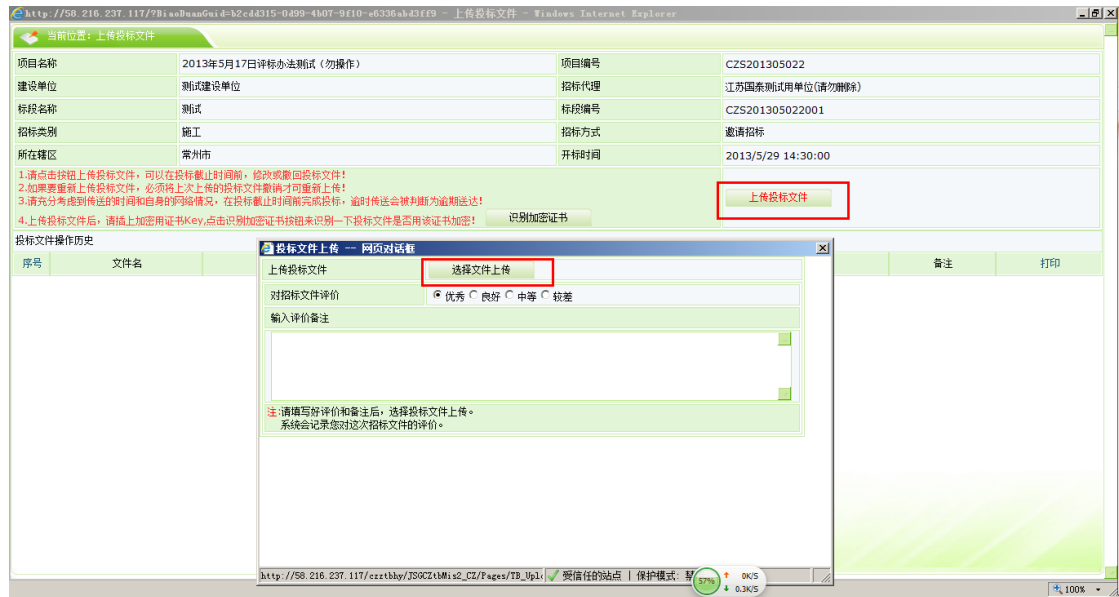 http://58.216.237.117/?BiaoDuanGuid=b2cdd315-0d99-4b07-9f10-e6336abd3ff9 - 上传投标文件 - Windows Internet Explorer
当前位置：上传投标文件
项目名称 2013年5月17日评标办法测试（勿操作） 项目编号 CZS201305022
建设单位 测试建设单位 招标代理 江苏国泰测试用单位(请勿删除)
标段名称 测试 标段编号 CZS201305022001
招标类别 施工 招标方式 邀请招标
所在辖区 常州市 开标时间 2013/5/29 14:30:00
1.请点击按钮上传投标文件，可以在投标截止时间前，修改或撤回投标文件!
2.如果要重新上传投标文件，必须将上次上传的投标文件撤销才可重新上传!
3.请充分考虑到传送的时间和自身的网络情况，在投标截止时间前完成投标，逾时传送会被判断为逾期送达!
上传投标文件
4.上传投标文件后，请插上加密用证书Key,点击识别加密证书按钮来识别一下投标文件是否用该证书加密! 识别加密证书
投标文件操作历史
序号 文件名 备注 打印
投标文件上传 -- 网页对话框
上传投标文件 选择文件上传
对招标文件评价 优秀 良好 中等 较差
输入评价备注
注:请填写好评价和备注后，选择投标文件上传。
系统会记录您对这次招标文件的评价。
http://58.216.237.117/czztbhy/JSGCZtbMis2_CZ/Pages/TB_Upl 受信任的站点 | 保护模式: 禁
57% 0K/S
0.3K/S
100%